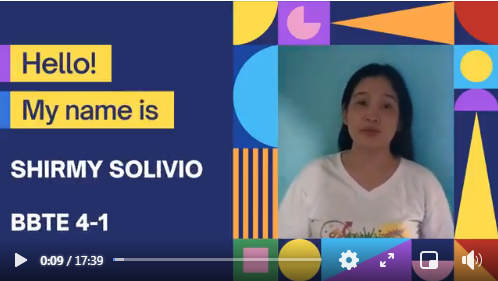 Hello!
My name is
SHIRMY SOLIVIO
BBTE 4-1
0:09 / 17:39